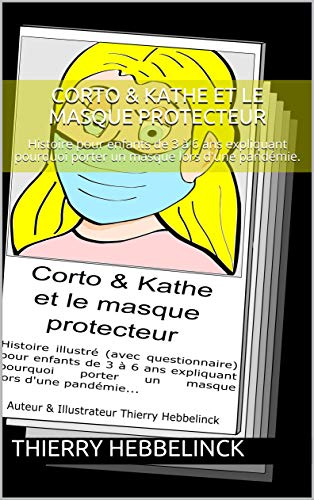 CORTO & KATHE ET LE
MASQUE PROTECTEUR
Histoire pour enfants de 3 à 6 ans expliquant
pourquoi porter un masque lors d'une pandémie.
Corto & Kathe
et le masque
protecteur
Histoire illustré (avec questionnaire)
pour enfants de 3 à 6 ans expliquant
pourquoi porter un masque
lors d'une pandémie...
Auteur & Illustrateur Thierry Hebbelinck
THIERRY HEBBELINCK